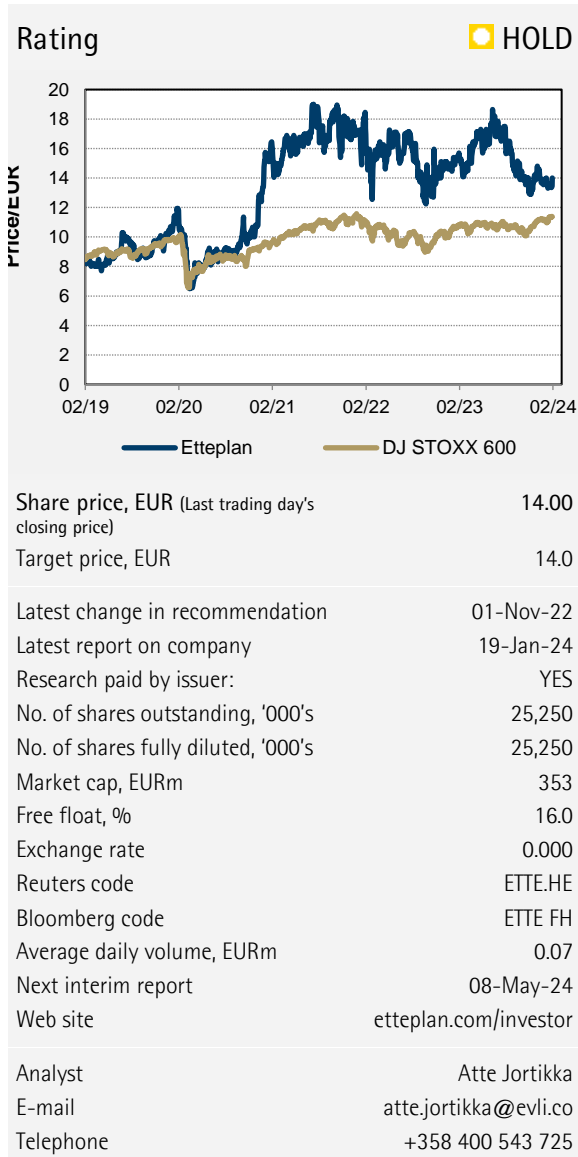 Rating HOLD
Price/EUR
20
18
16
14
12
10
8
6
4
2
0
02/19 02/20 02/21 02/22 02/23 02/24
Etteplan DJ STOXX 600
Share price, EUR (Last trading day's 14.00
closing price)
Target price, EUR 14.0
Latest change in recommendation 01-Nov-22
Latest report on company 19-Jan-24
Research paid by issuer: YES
No. of shares outstanding, ‘000's 25,250
No. of shares fully diluted, ‘000's 25,250
Market cap, EURm 353
Free float, % 16.0
Exchange rate 0.000
Reuters code ETTE.HE
Bloomberg code ETTE FH
Average daily volume, EURm 0.07
Next interim report 08-May-24
Web site etteplan.com/investor
Analyst Atte Jortikka
E-mail atte.jortikka@evli.co
Telephone +358 400 543 725